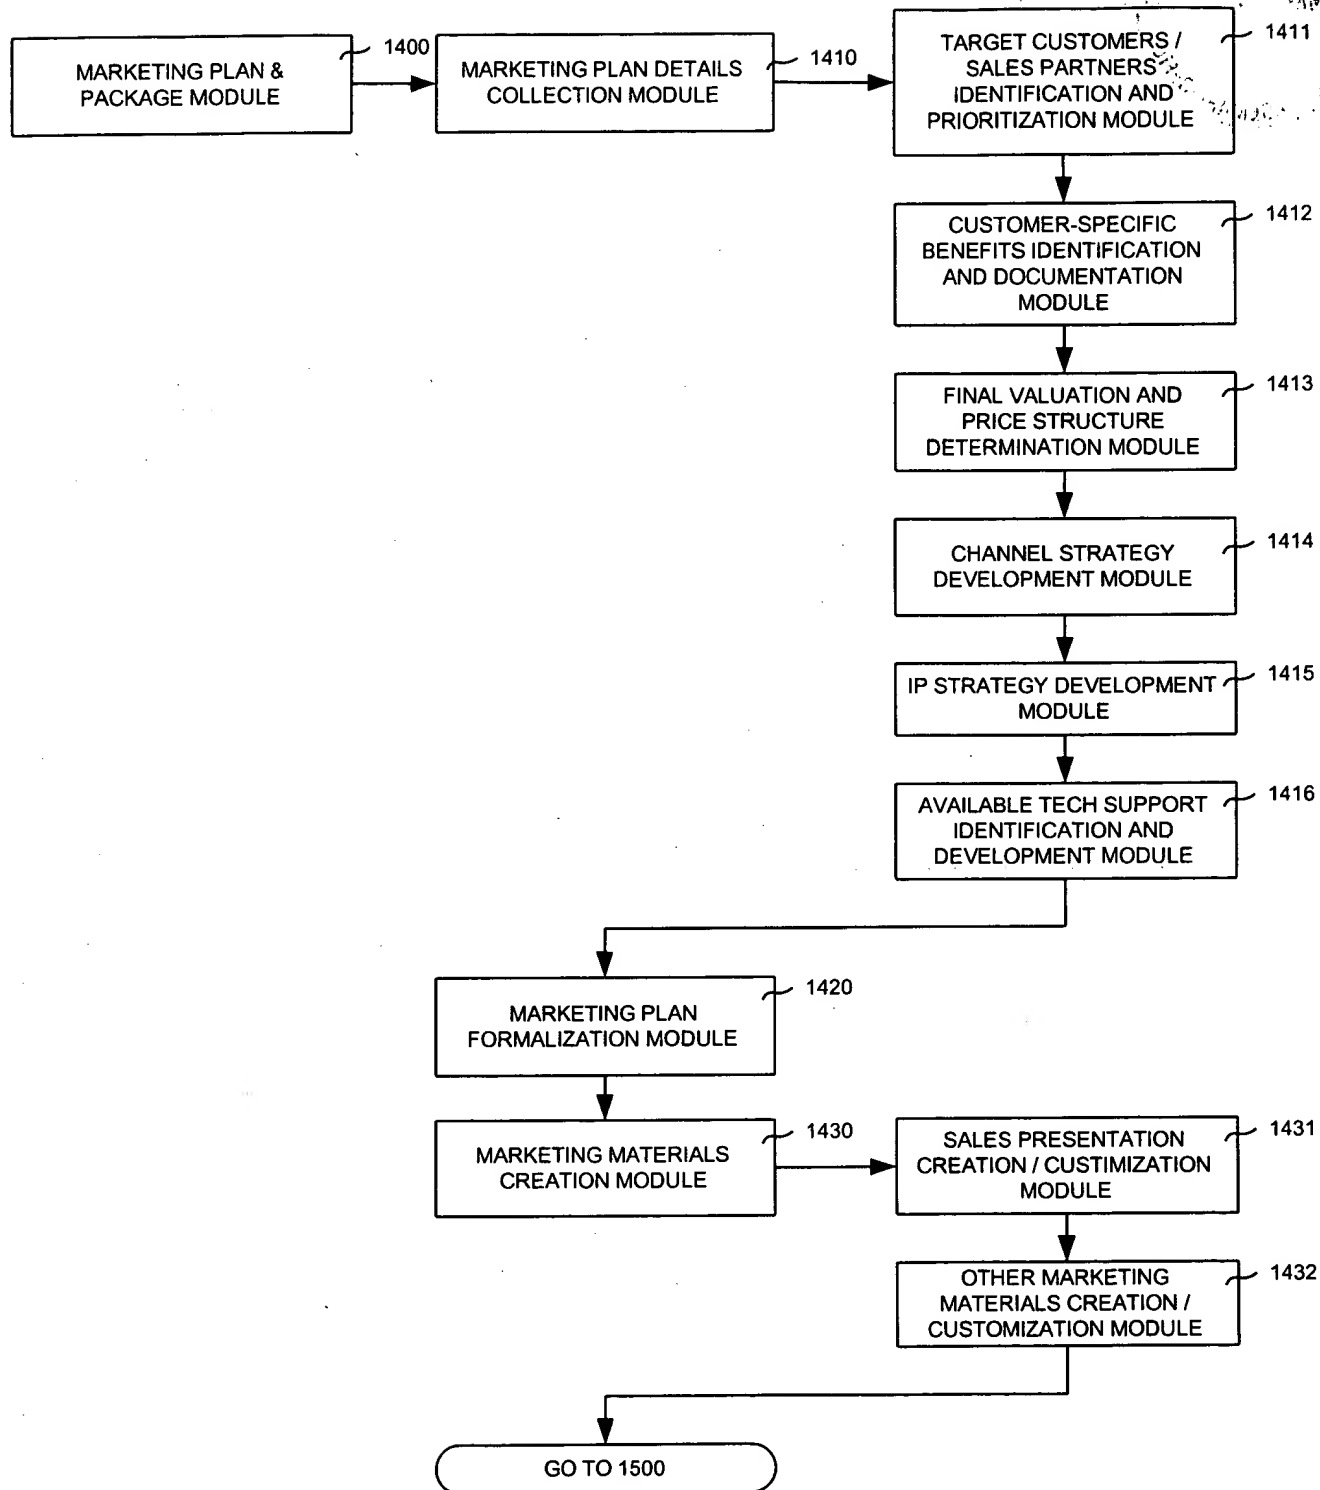 MARKETING PLAN &
PACKAGE MODULE
1400
MARKETING PLAN DETAILS
COLLECTION MODULE
1410
TARGET CUSTOMERS /
SALES PARTNERS
IDENTIFICATION AND
PRIORITIZATION MODULE
1411
CUSTOMER-SPECIFIC
BENEFITS IDENTIFICATION
AND DOCUMENTATION
MODULE
1412
FINAL VALUATION AND
PRICE STRUCTURE
DETERMINATION MODULE
1413
CHANNEL STRATEGY
DEVELOPMENT MODULE
1414
IP STRATEGY DEVELOPMENT
MODULE
1415
AVAILABLE TECH SUPPORT
IDENTIFICATION AND
DEVELOPMENT MODULE
1416
MARKETING PLAN
FORMALIZATION MODULE
1420
MARKETING MATERIALS
CREATION MODULE
1430
SALES PRESENTATION
CREATION / CUSTIMIZATION
MODULE
1431
OTHER MARKETING
MATERIALS CREATION /
CUSTOMIZATION MODULE
1432
GO TO 1500